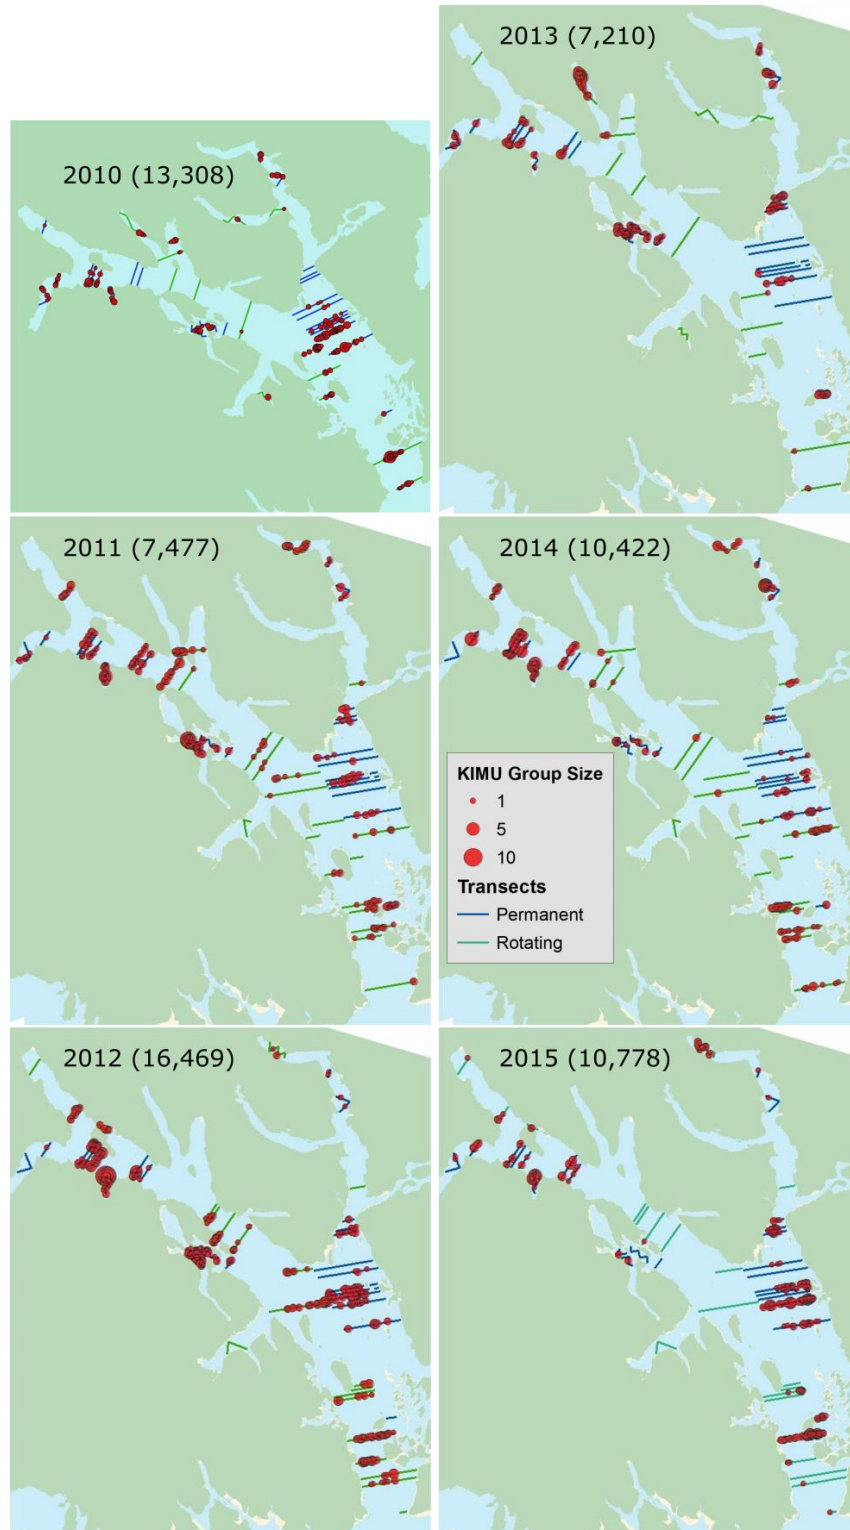 2010 (13,308)
2013 (7,210)
2011 (7,477)
2014 (10,422)
KIMU Group Size
1
5
10
Transects
Permanent
Rotating
2012 (16,469)
2015 (10,778)